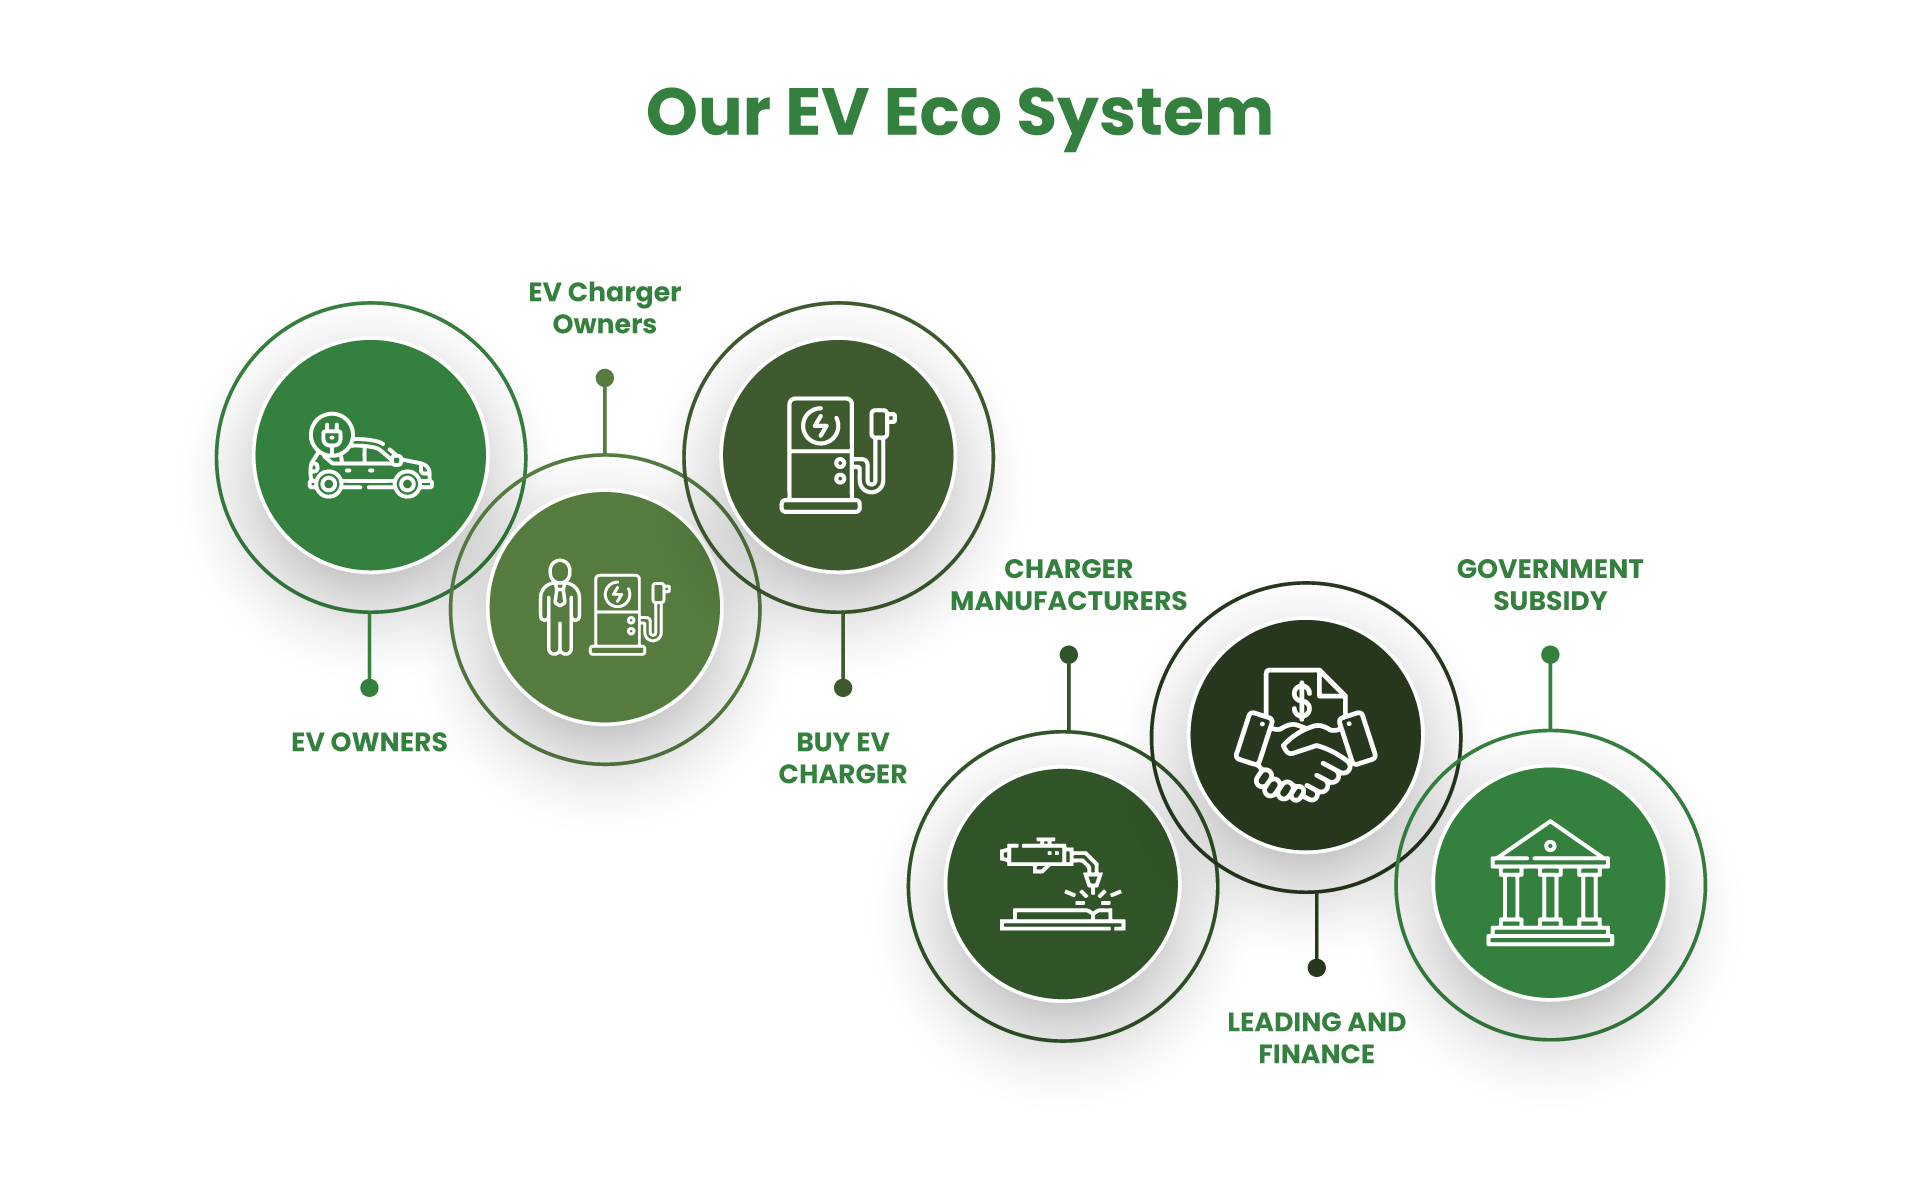 Our EV Eco System
EV Charger
Owners
EV OWNERS
BUY EV
CHARGER
CHARGER
MANUFACTURERS
GOVERNMENT
SUBSIDY
$
LEADING AND
FINANCE